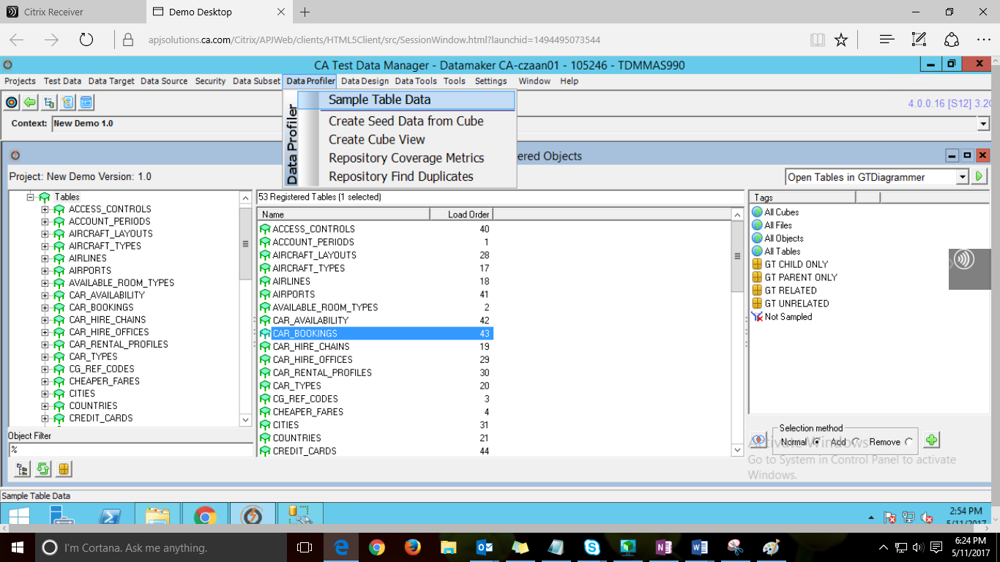 Citrix Receiver
Demo Desktop
apjsolutions.ca.com/Citrix/APJWeb/clients/HTML5Client/src/SessionWindow.html?launchid=1494495073544
CA Test Data Manager - Datamaker CA-czaan01 - 105246 - TDMMAS990
Projects Test Data Data Target Data Source Security Data Subset Data Profiler Data Design Data Tools Tools Settings Window Help
Data Profiler
Sample Table Data
Create Seed Data from Cube
Create Cube View
Repository Coverage Metrics
Repository Find Duplicates
4.0.0.16 [S12] 3.2
Context: New Demo 1.0
ered Objects
Project: New Demo Version: 1.0
Open Tables in GTDiagrammer
Tables
ACCESS_CONTROLS
ACCOUNT_PERIODS
AIRCRAFT_LAYOUTS
AIRCRAFT_TYPES
AIRLINES
AIRPORTS
AVAILABLE_ROOM_TYPES
CAR_AVAILABILITY
CAR_BOOKINGS
CAR_HIRE_CHAINS
CAR_HIRE_OFFICES
CAR_RENTAL_PROFILES
CAR_TYPES
CG_REF_CODES
CHEAPER_FARES
CITIES
COUNTRIES
CREDIT_CARDS
Object Filter
%
53 Registered Tables (1 selected)
Name Load Order
ACCESS_CONTROLS 40
ACCOUNT_PERIODS 1
AIRCRAFT_LAYOUTS 28
AIRCRAFT_TYPES 17
AIRLINES 18
AIRPORTS 41
AVAILABLE_ROOM_TYPES 2
CAR_AVAILABILITY 42
CAR_BOOKINGS 43
CAR_HIRE_CHAINS 19
CAR_HIRE_OFFICES 29
CAR_RENTAL_PROFILES 30
CAR_TYPES 20
CG_REF_CODES 3
CHEAPER_FARES 4
CITIES 31
COUNTRIES 21
CREDIT_CARDS 44
Tags
All Cubes
All Files
All Objects
All Tables
GT CHILD ONLY
GT PARENT ONLY
GT RELATED
GT UNRELATED
Not Sampled
Selection method
Normal Add Remove
Activate Windows
Go to System in Control Panel to activate
Windows.
Sample Table Data
2:54 PM
5/11/2017
I'm Cortana. Ask me anything.
6:24 PM
5/11/2017